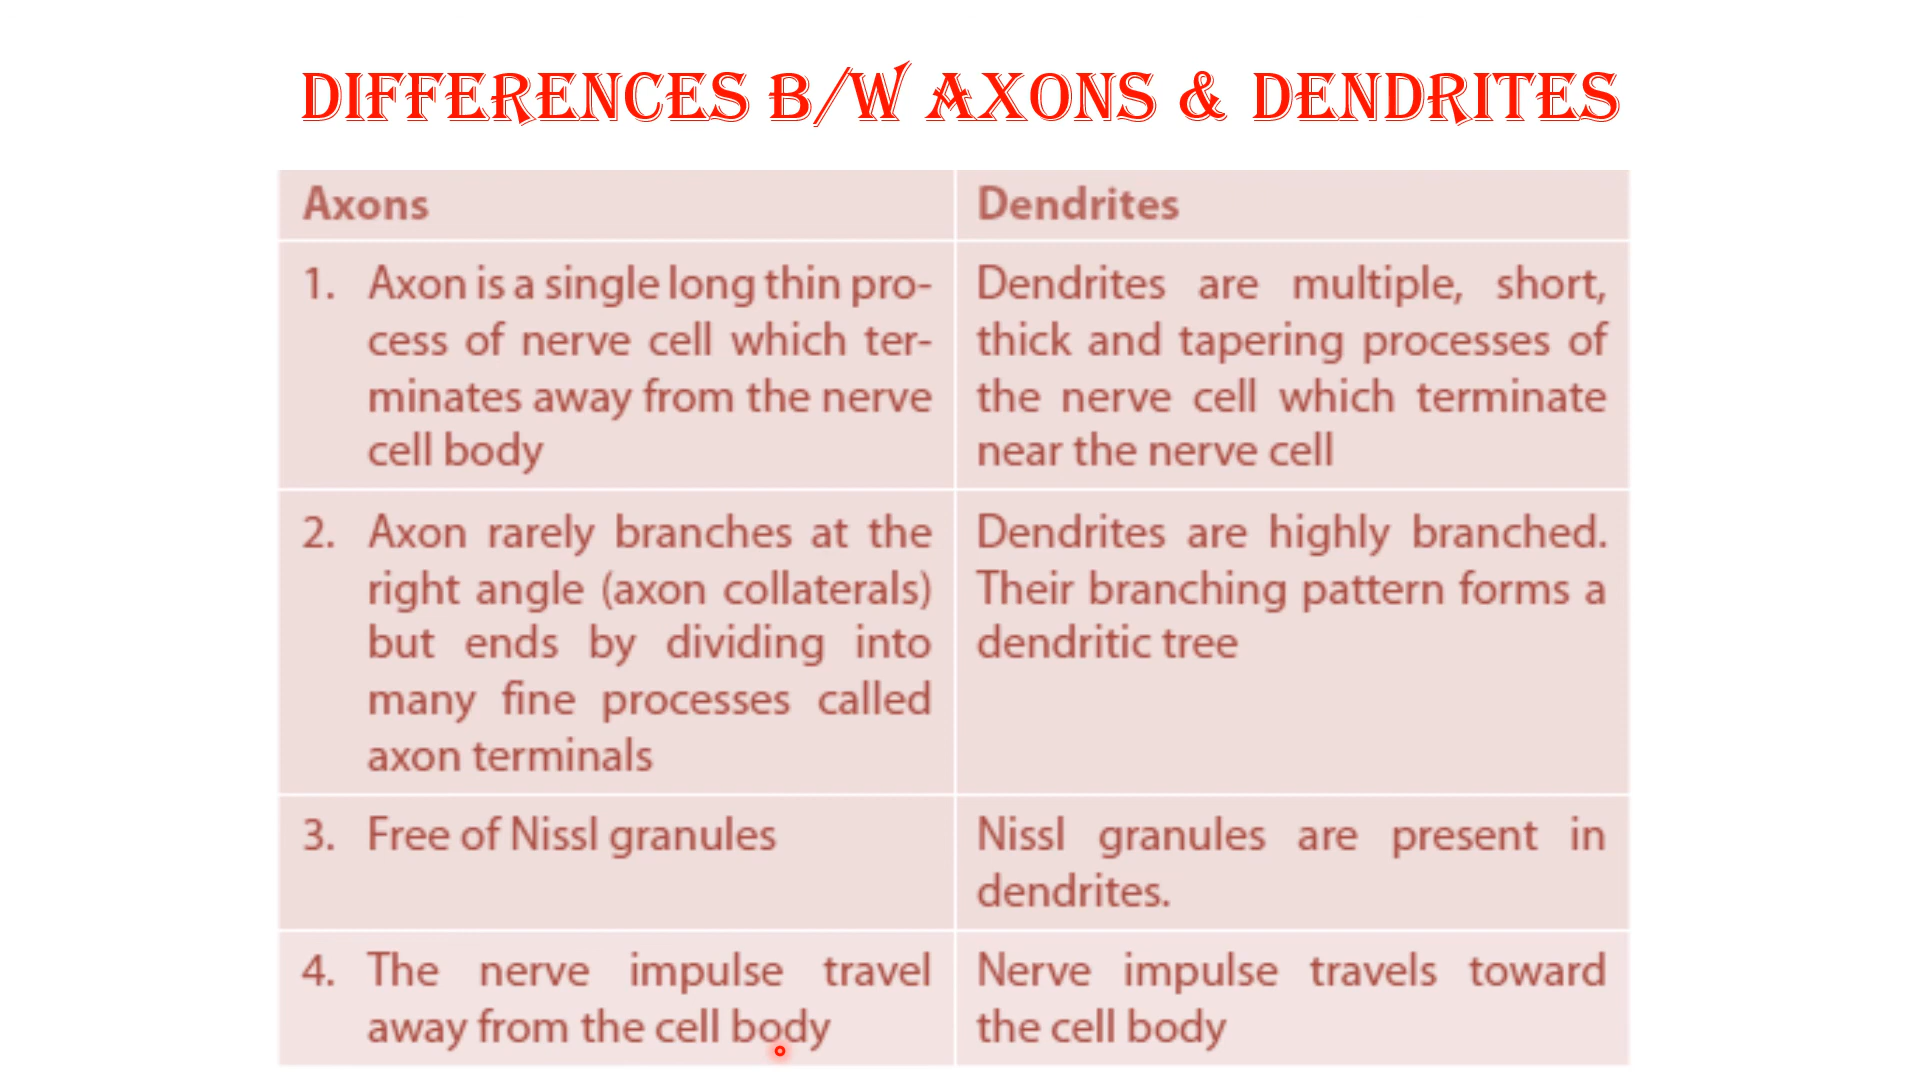 DIFFERENCES B/W AXONS & DENDRITES
Axons
Dendrites
1. Axon is a single long thin pro-
cess of nerve cell which ter-
minates away from the nerve
cell body
Dendrites are multiple, short,
thick and tapering processes of
the nerve cell which terminate
near the nerve cell
2. Axon rarely branches at the
right angle (axon collaterals)
but ends by dividing into
many fine processes called
axon terminals
Dendrites are highly branched.
Their branching pattern forms a
dendritic tree
3. Free of Nissl granules
Nissl granules are present in
dendrites.
4. The nerve impulse travel
away from the cell body
Nerve impulse travels toward
the cell body